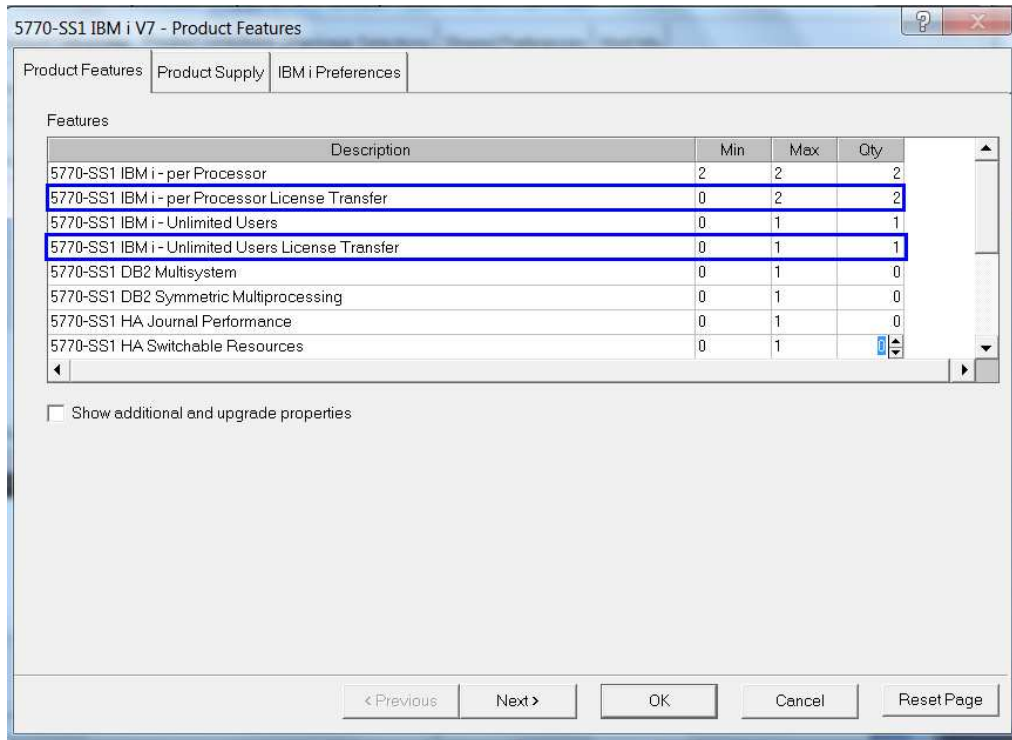 5770-SS1 IBM i V7 - Product Features
Product Features Product Supply IBM i Preferences
Features
Description Min Max Qty
5770-SS1 IBM i - per Processor 2 2 2
5770-SS1 IBM i - per Processor License Transfer 0 2 2
5770-SS1 IBM i - Unlimited Users 0 1 1
5770-SS1 IBM i - Unlimited Users License Transfer 0 1 1
5770-SS1 DB2 Multisystem 0 1 0
5770-SS1 DB2 Symmetric Multiprocessing 0 1 0
5770-SS1 HA Journal Performance 0 1 0
5770-SS1 HA Switchable Resources 0 1 0
Show additional and upgrade properties
< Previous Next > OK Cancel Reset Page